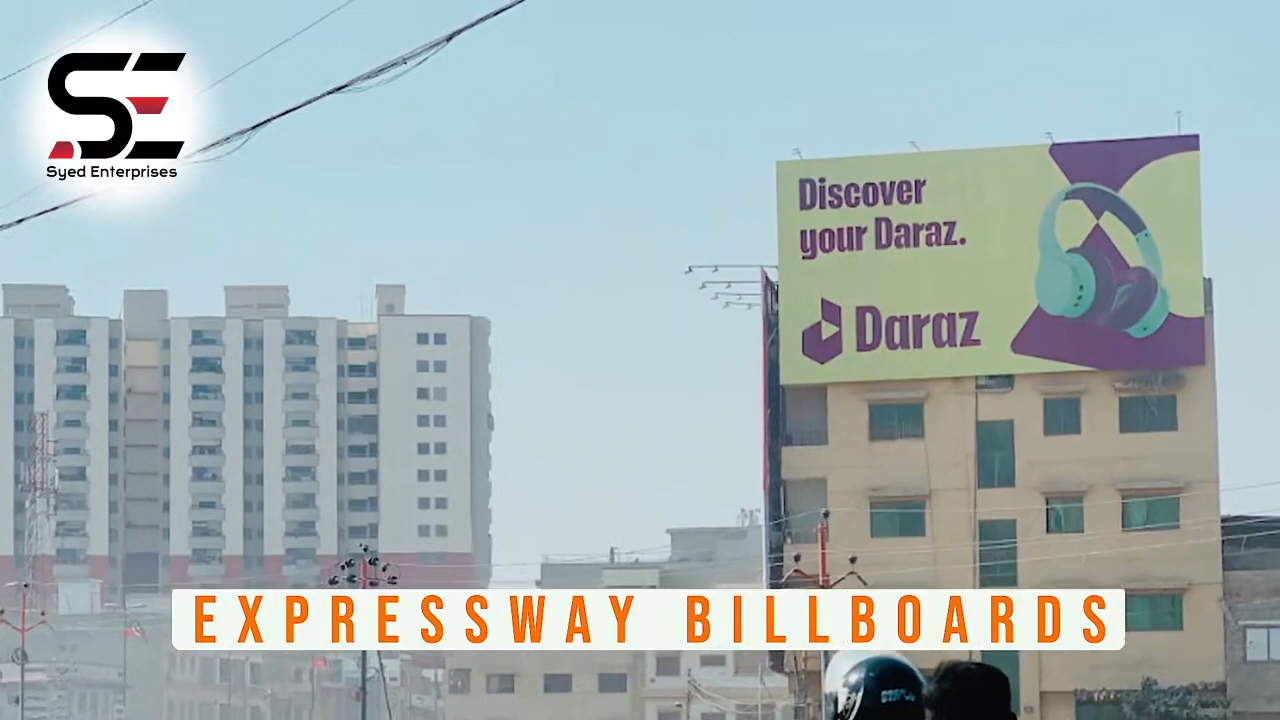 SE
Syed Enterprises
Discover
your Daraz.
Daraz
EXPRESSWAY BILLBOARDS